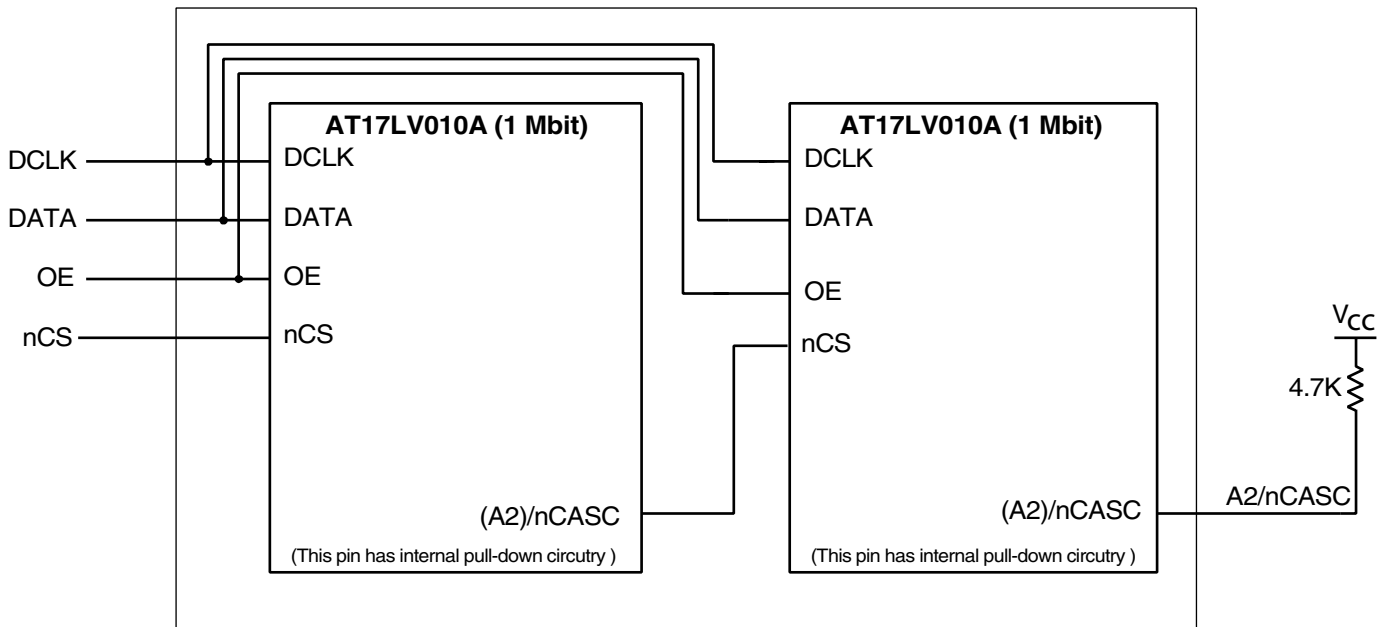 AT17LV010A (1 Mbit)
DCLK
DATA
OE
nCS
DCLK
DATA
OE
nCS
(A2)/nCASC
(This pin has internal pull-down circutry )
AT17LV010A (1 Mbit)
DCLK
DATA
OE
nCS
(A2)/nCASC
(This pin has internal pull-down circutry )
VCC
4.7K
A2/nCASC